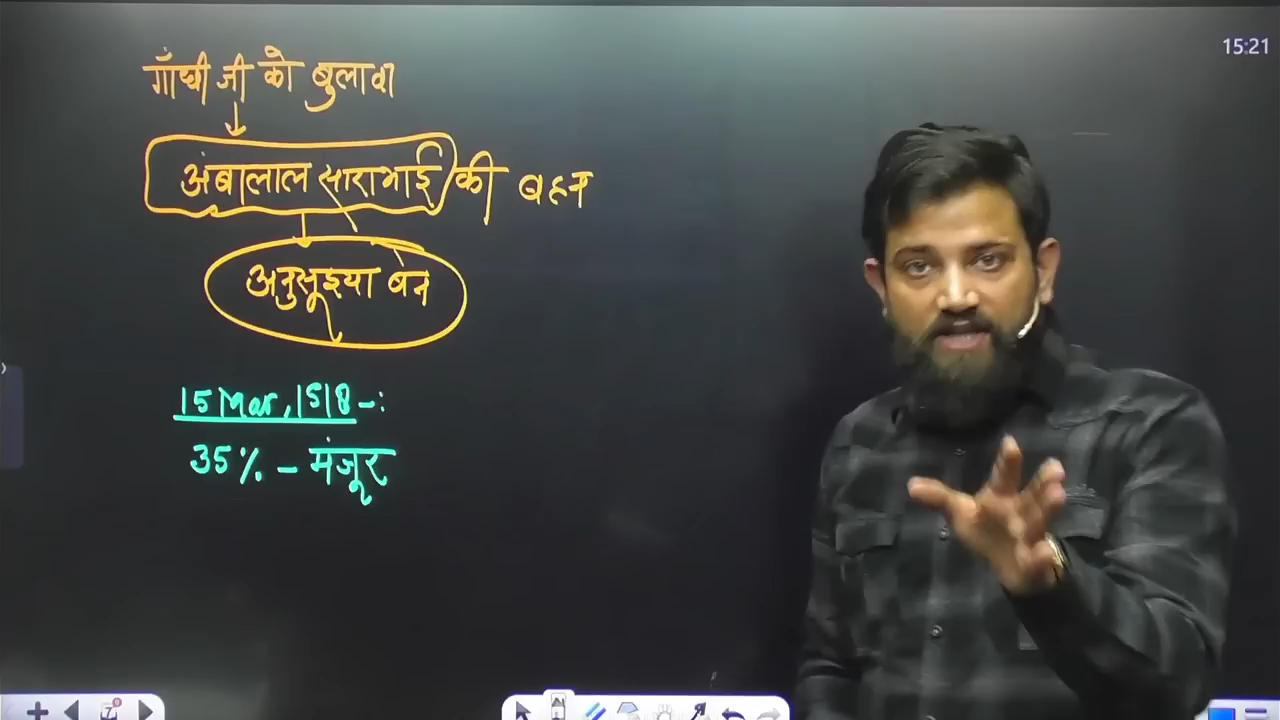 15:21
गाँधी जी को बुलावा
अंबालाल साराभाई की बहन
अनुसूइया बेन
15 Mar, 1918 -:
35% - मंजूर